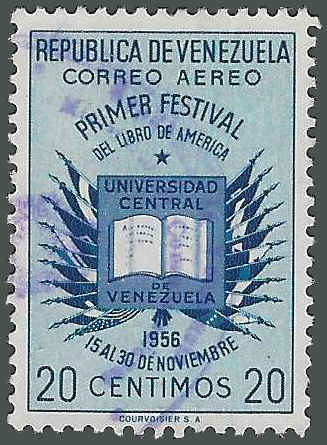 REPUBLICA DE VENEZUELA
CORREO AEREO
PRIMER FESTIVAL
DEL LIBRO DE AMERICA
UNIVERSIDAD
CENTRAL
DE
VENEZUELA
1956
15 AL 30 DE NOVIEMBRE
20 CENTIMOS 20
COURVOISIER S A